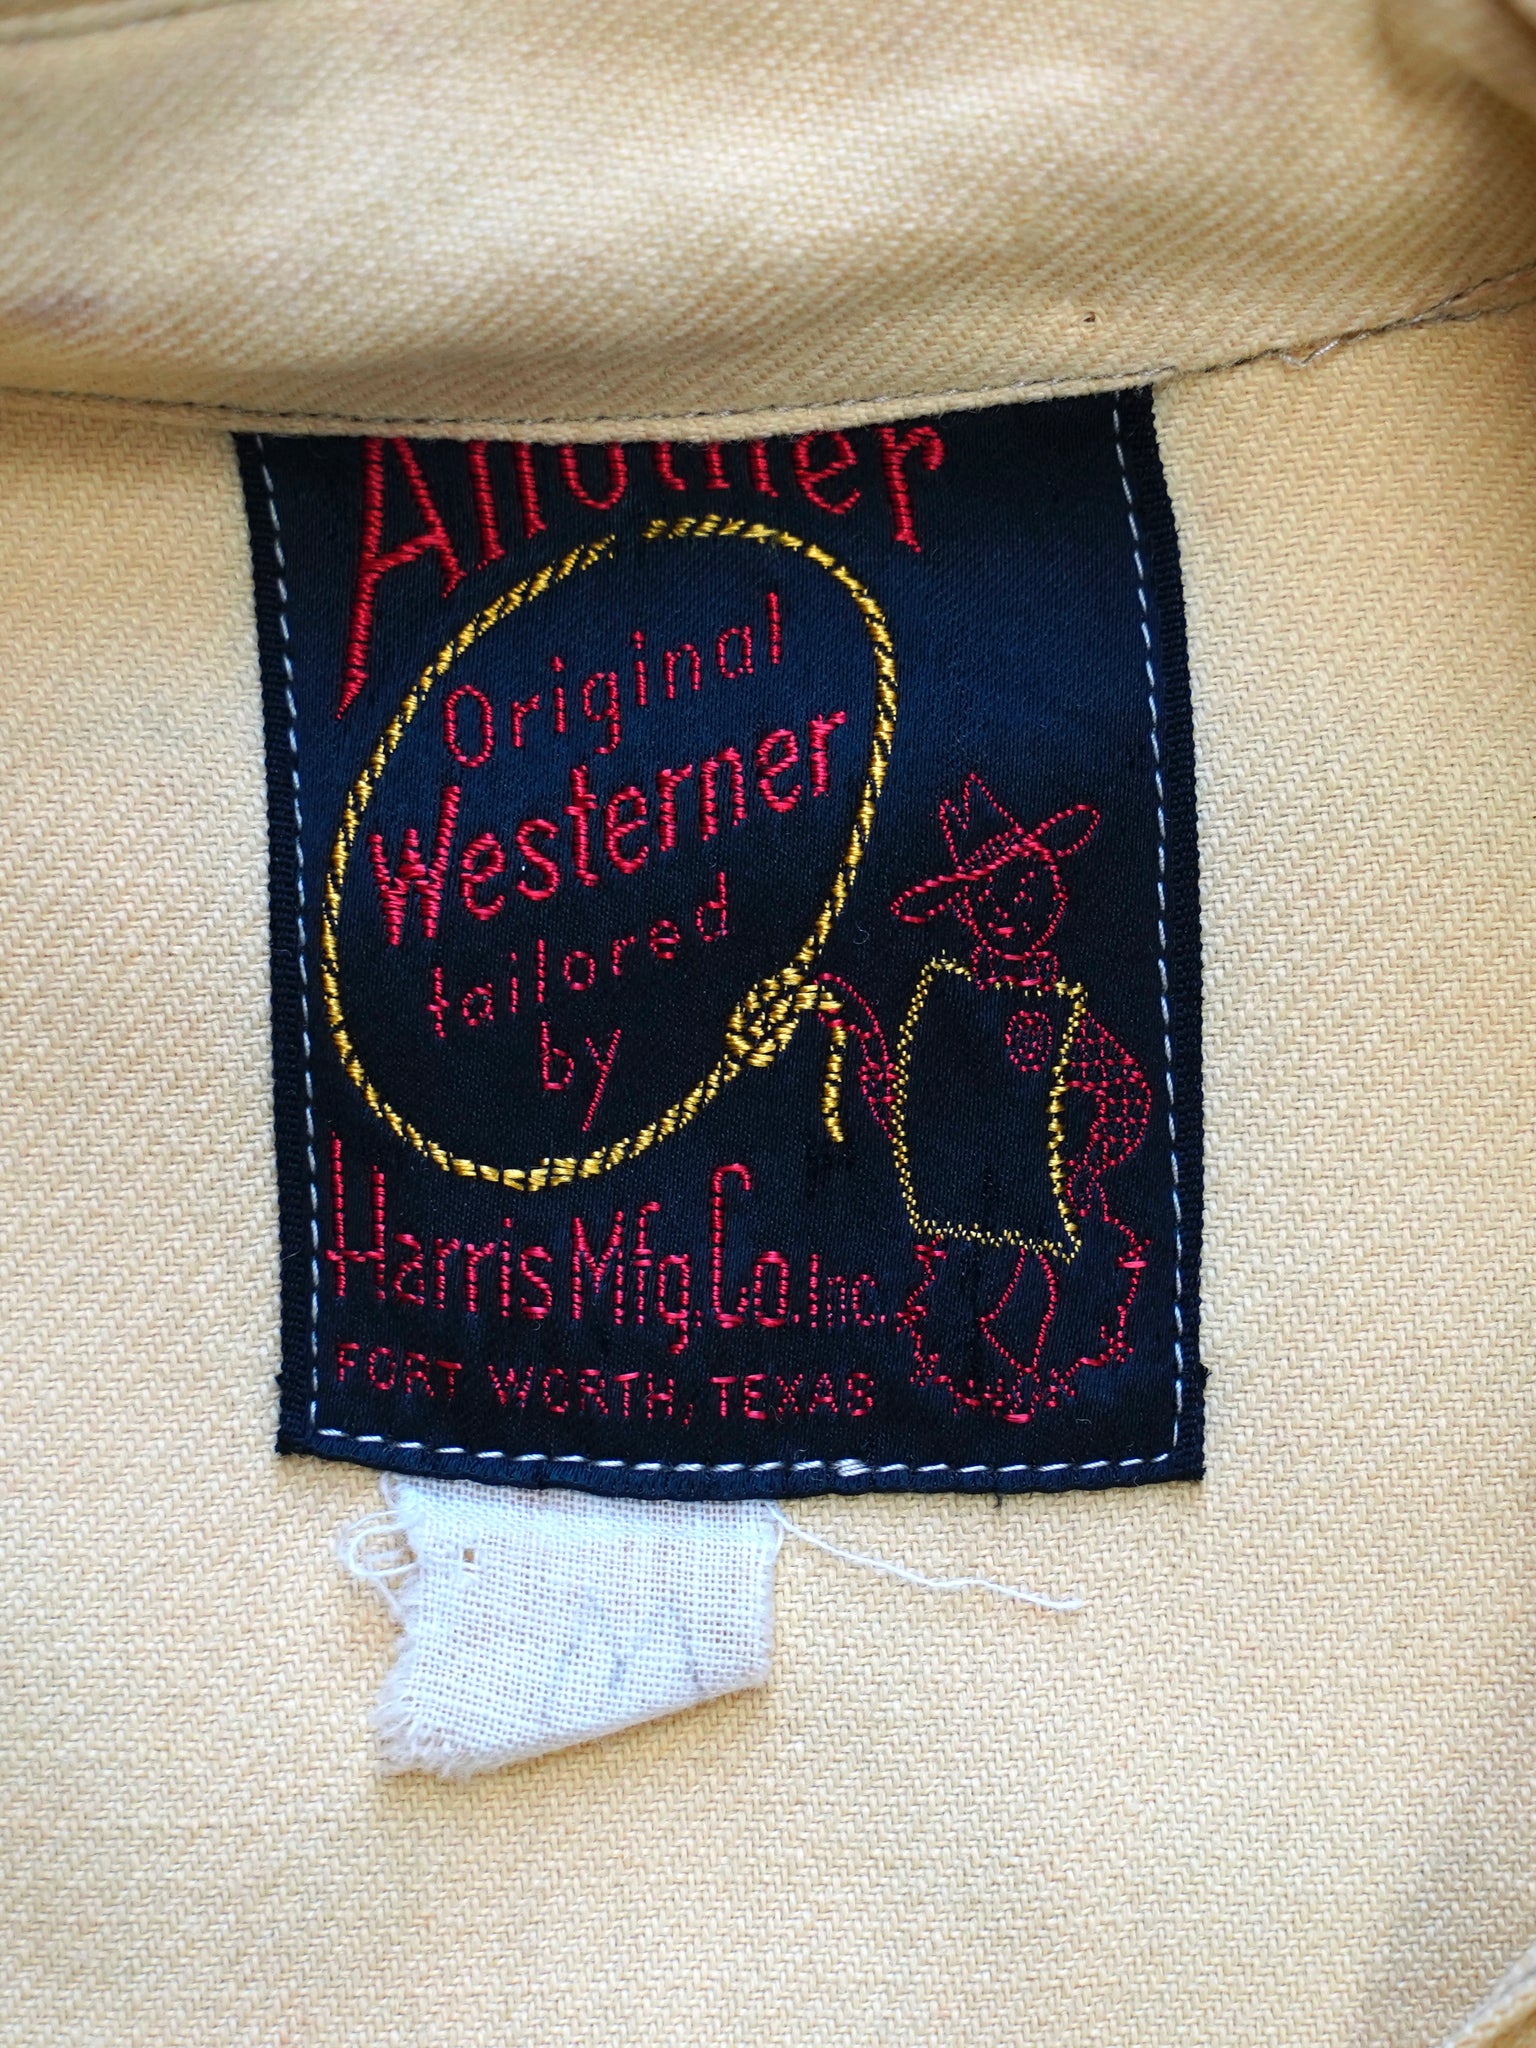 Another
Original
Westerner
tailored
by
Harris Mfg. Co. Inc.
FORT WORTH, TEXAS